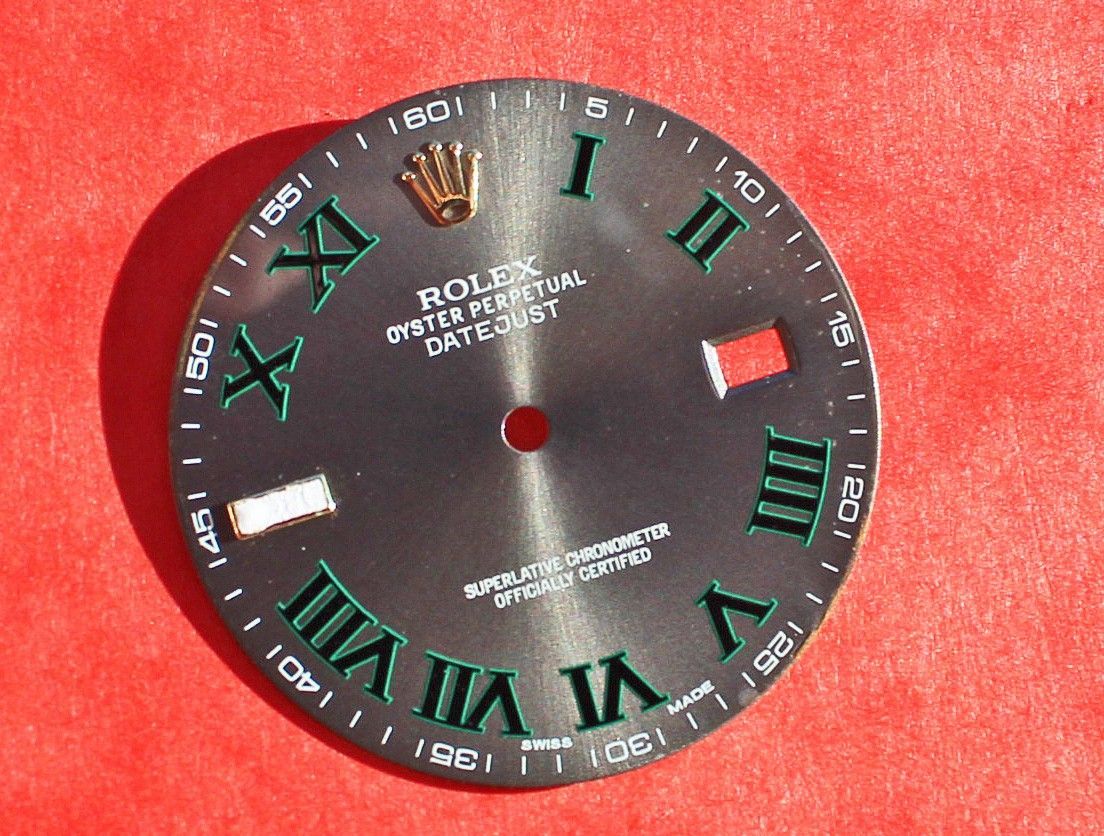 60
5
10
15
20
25
30
35
40
45
50
55
I
II
IIII
V
VI
VII
VIII
X
XI
ROLEX
OYSTER PERPETUAL
DATEJUST
SUPERLATIVE CHRONOMETER
OFFICIALLY CERTIFIED
SWISS MADE